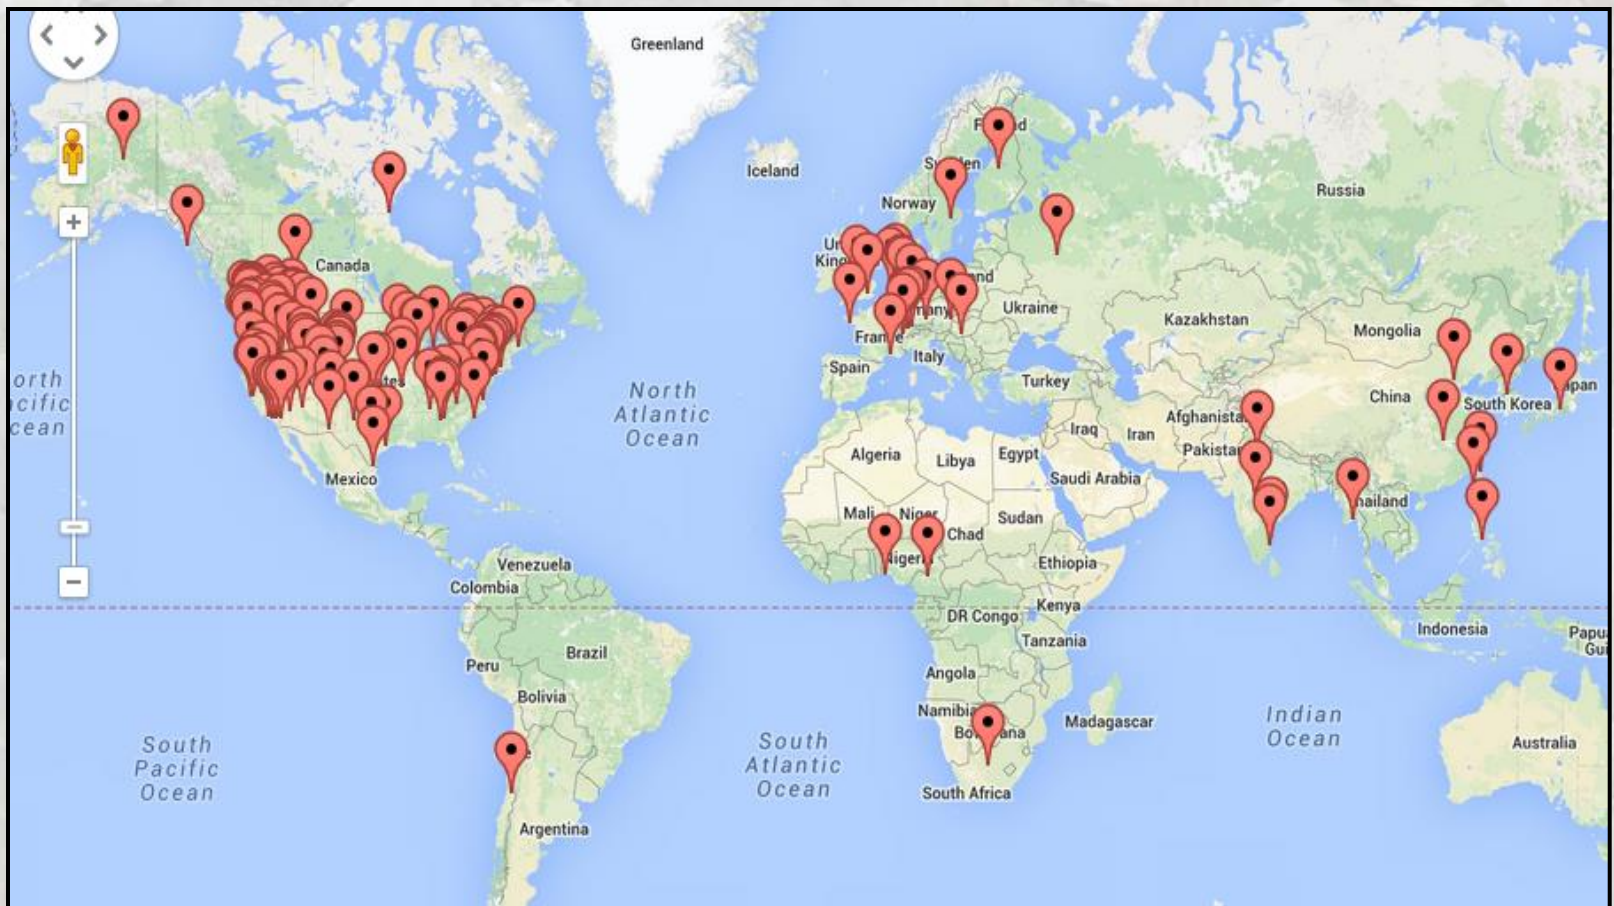 Greenland
Iceland
Norway
Russia
Canada
Ukraine
Kazakhstan
Mongolia
Spain
Italy
Turkey
China
South Korea
North
Atlantic
Ocean
Iraq
Iran
Algeria
Libya
Egypt
Saudi Arabia
Mexico
Mali
Niger
Chad
Sudan
Ethiopia
Venezuela
Colombia
DR Congo
Kenya
Tanzania
Indonesia
Brazil
Peru
Bolivia
Angola
Madagascar
South
Pacific
Ocean
South
Atlantic
Ocean
Indian
Ocean
Australia
South Africa
Argentina